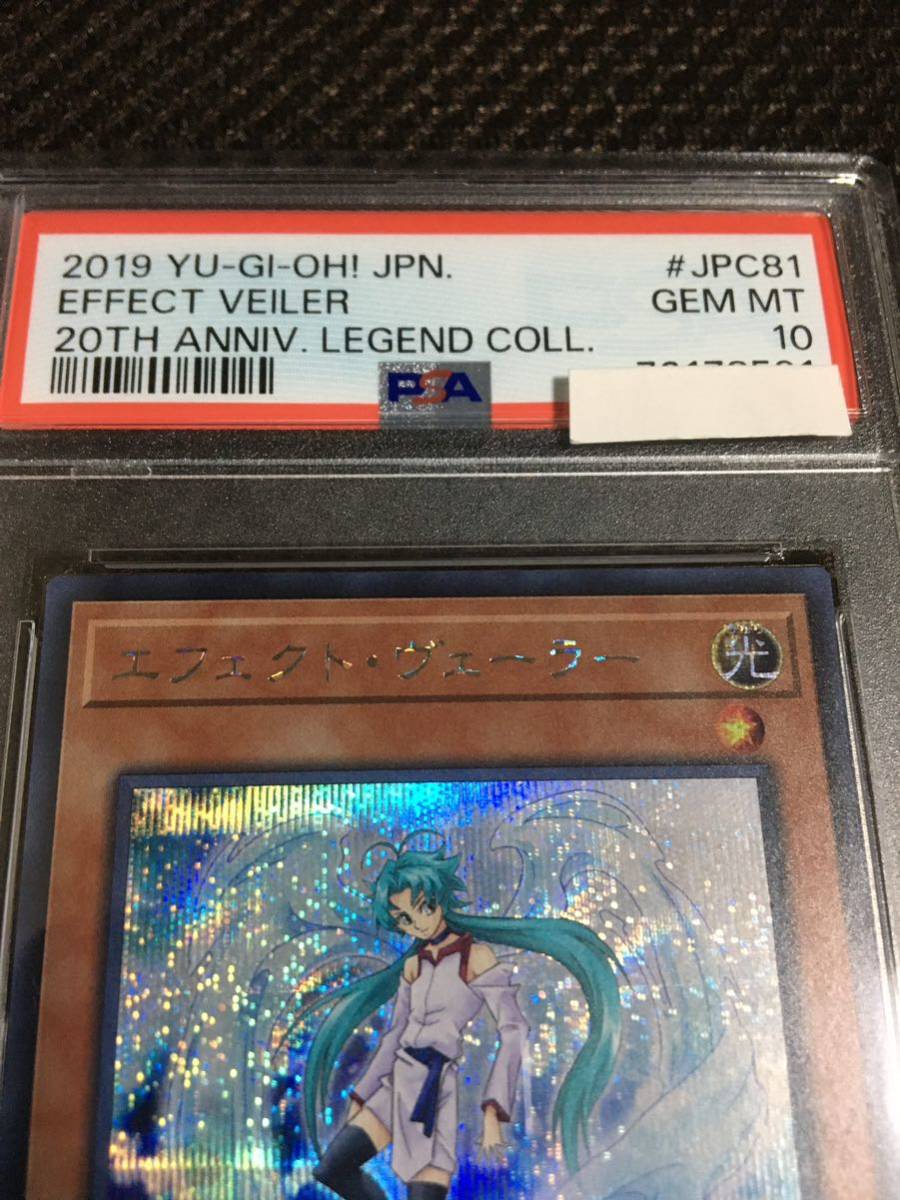 2019 YU-GI-OH! JPN. #JPC81
EFFECT VEILER GEM MT
20TH ANNIV. LEGEND COLL. 10
PSA
エフェクト・ヴェーラー 光